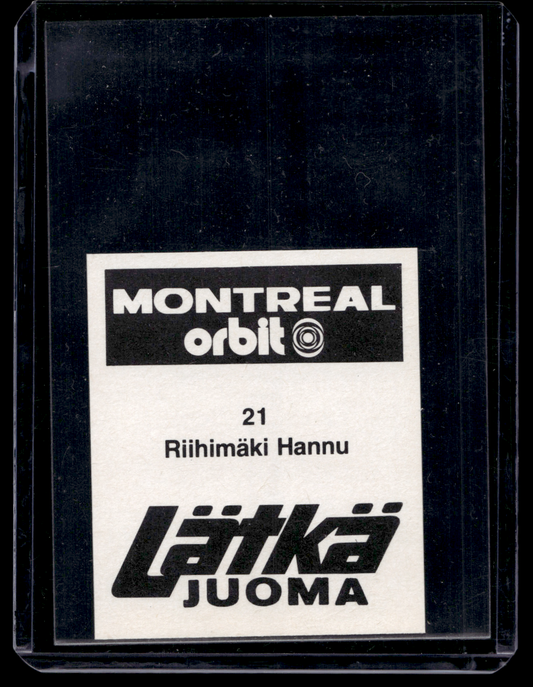 MONTREAL
orbit
21
Riihimäki Hannu
Lätkä
JUOMA